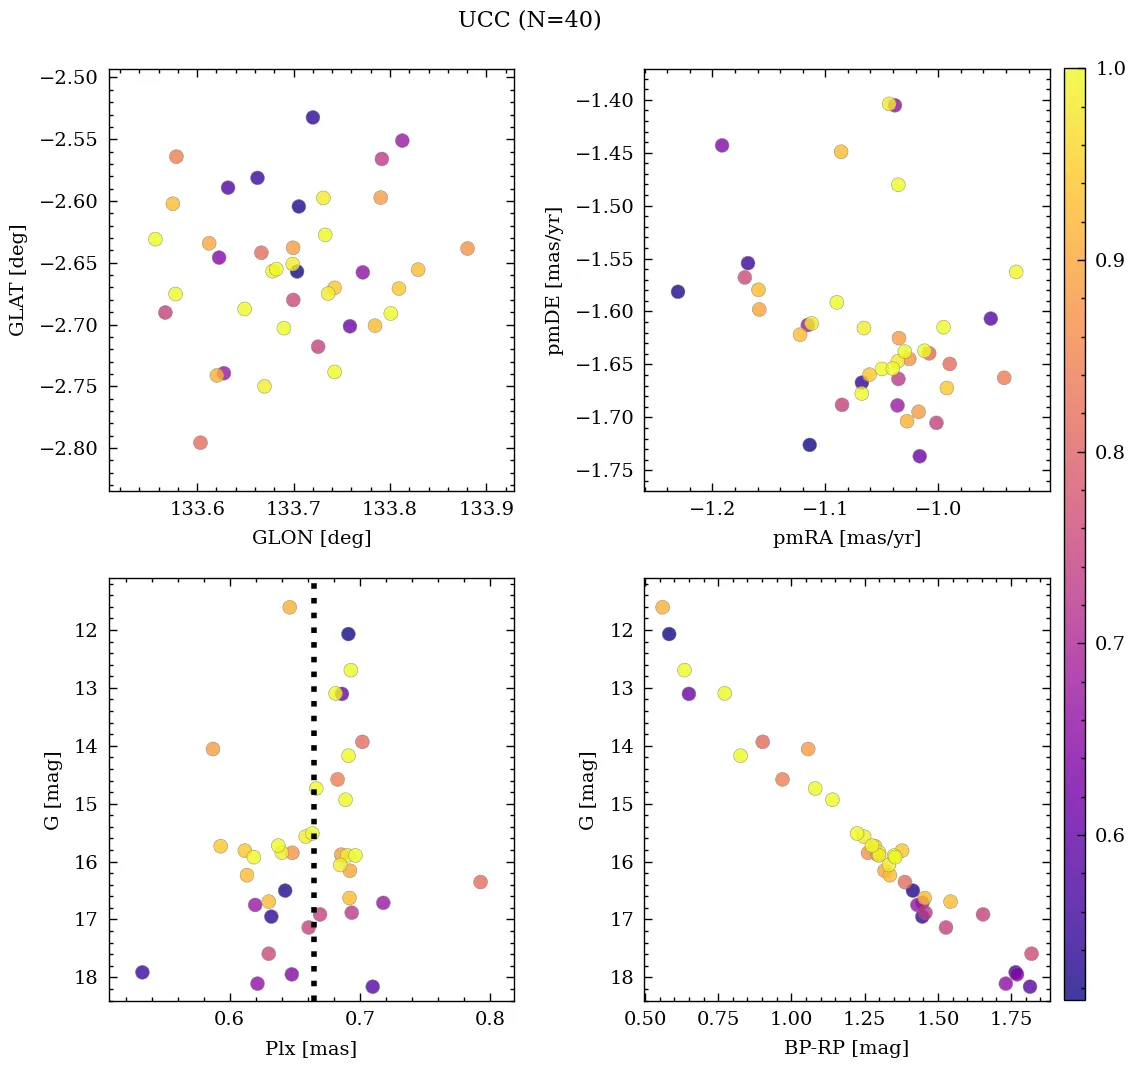 UCC (N=40)
−2.50
−2.55
−2.60
−2.65
−2.70
−2.75
−2.80
GLAT [deg]
133.6 133.7 133.8 133.9
GLON [deg]
−1.40
−1.45
−1.50
−1.55
−1.60
−1.65
−1.70
−1.75
pmDE [mas/yr]
−1.2 −1.1 −1.0
pmRA [mas/yr]
12
13
14
15
16
17
18
G [mag]
0.6 0.7 0.8
Plx [mas]
12
13
14
15
16
17
18
G [mag]
0.50 0.75 1.00 1.25 1.50 1.75
BP-RP [mag]
1.0
0.9
0.8
0.7
0.6